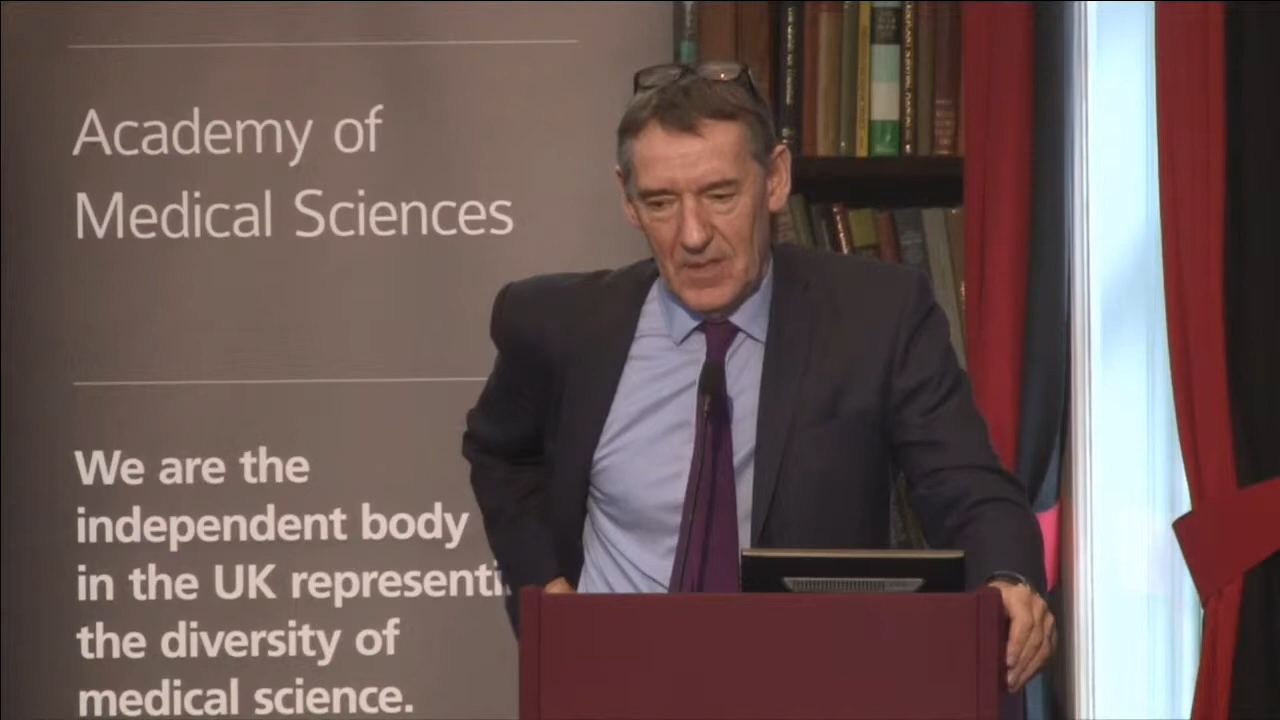 Academy of
Medical Sciences
We are the
independent body
in the UK representi
the diversity of
medical science.